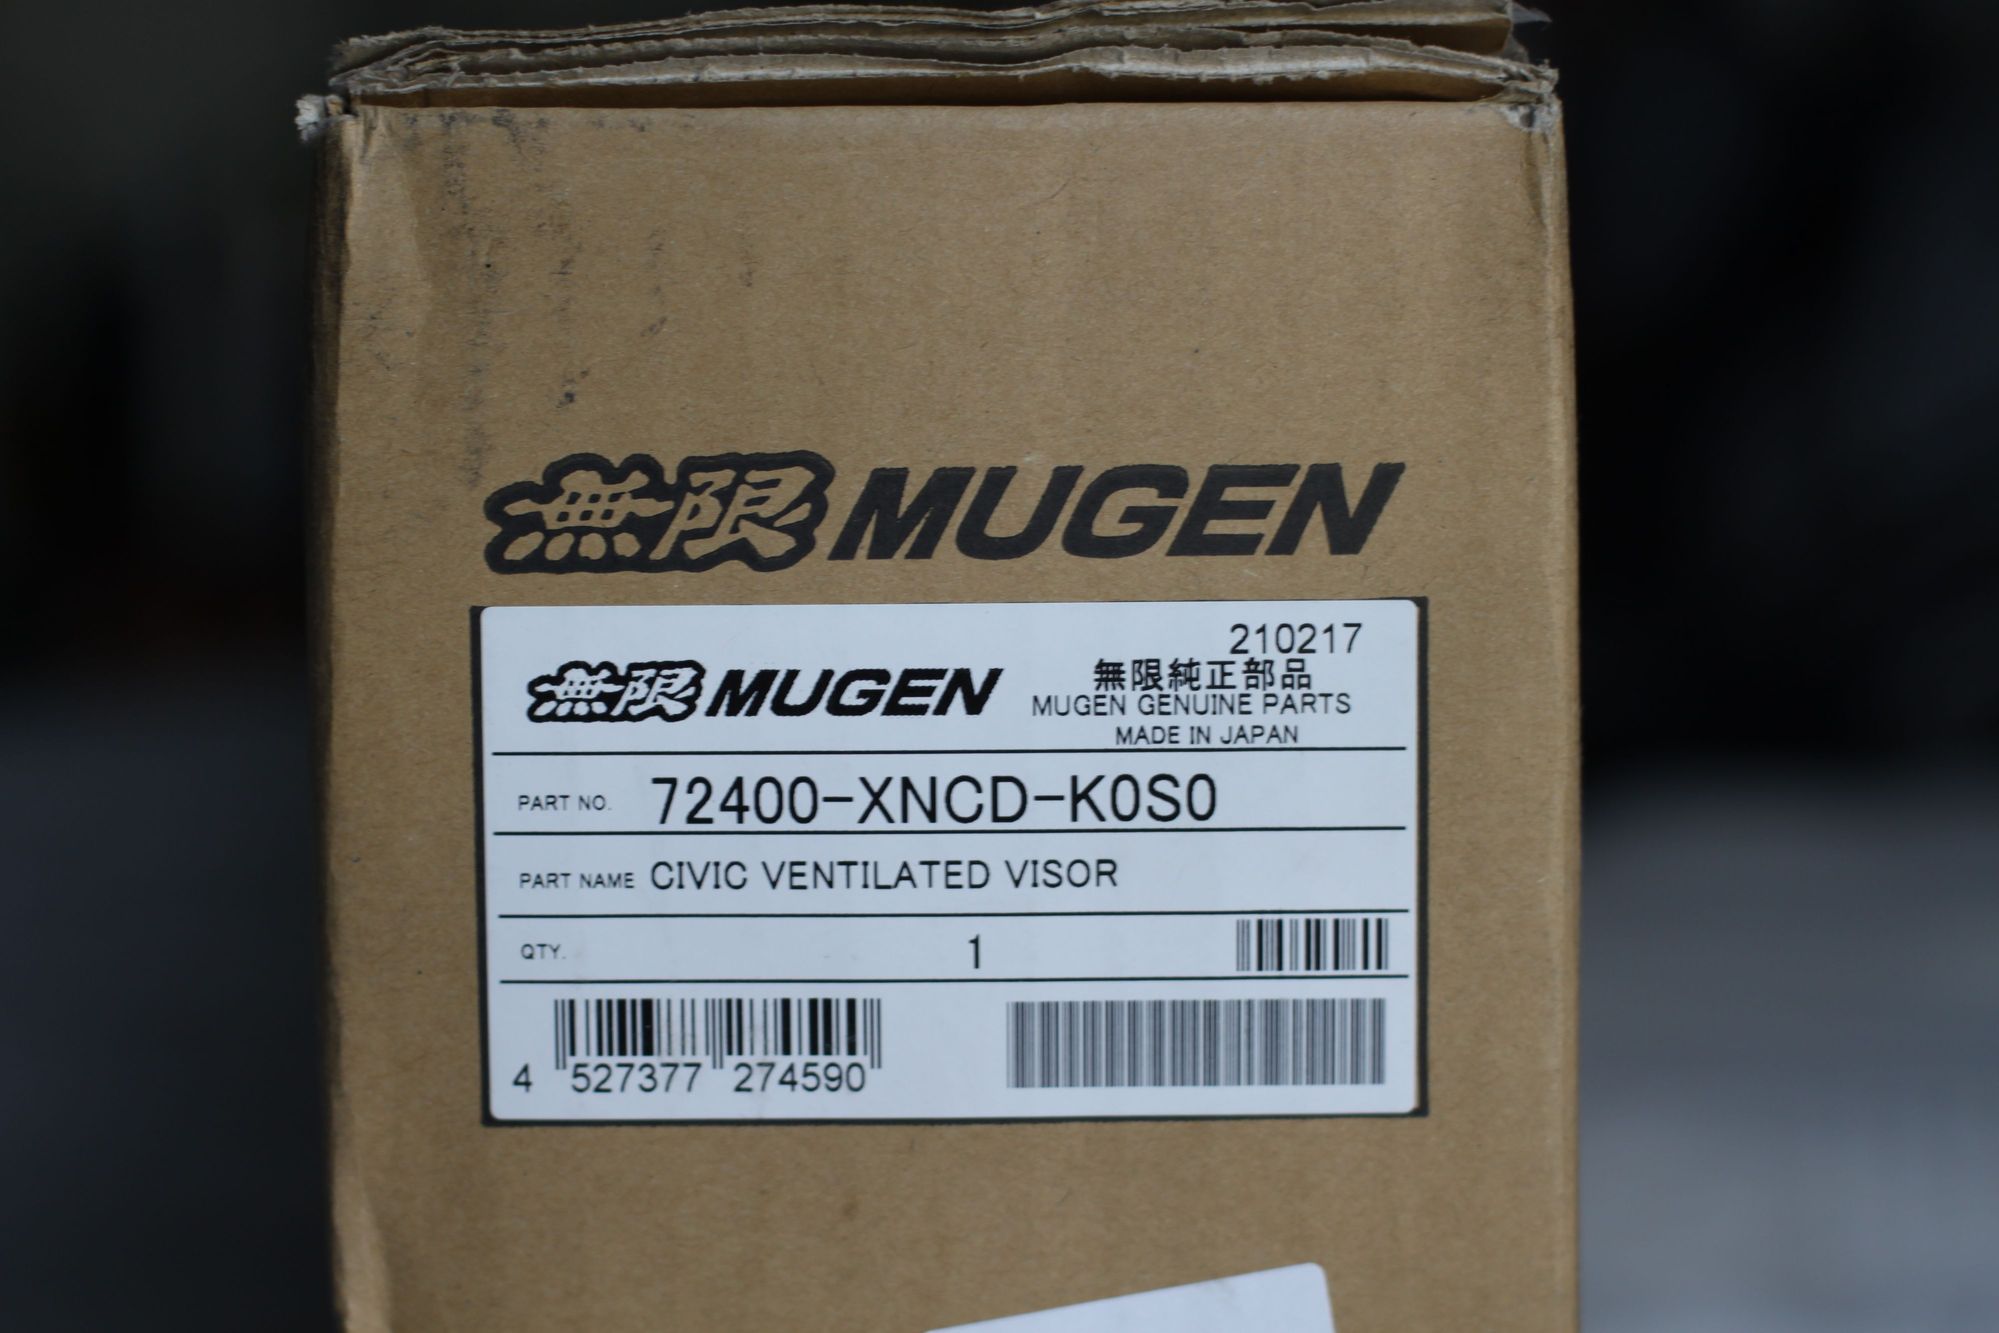 無限 MUGEN
210217
無限 MUGEN
無限純正部品
MUGEN GENUINE PARTS
MADE IN JAPAN
PART NO. 72400-XNCD-K0S0
PART NAME CIVIC VENTILATED VISOR
QTY. 1
4 527377 274590